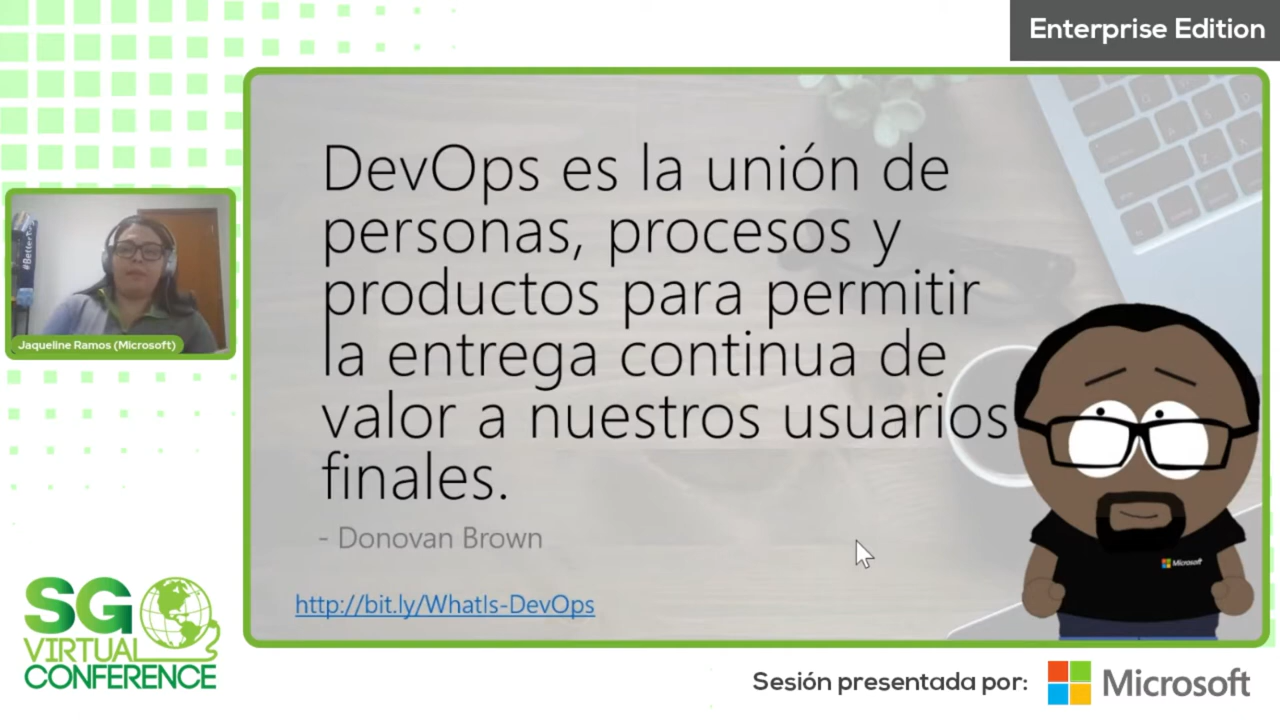 Enterprise Edition
DevOps es la unión de
personas, procesos y
productos para permitir
la entrega continua de
valor a nuestros usuarios
finales.
- Donovan Brown
http://bit.ly/WhatIs-DevOps
Microsoft
Jaqueline Ramos (Microsoft)
SG
VIRTUAL
CONFERENCE
Sesión presentada por:
Microsoft